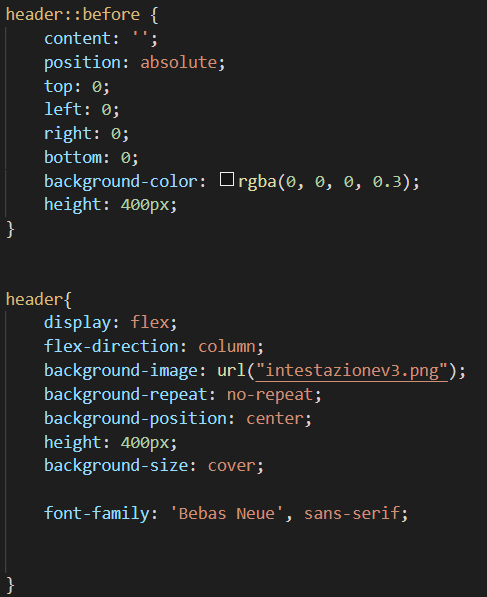 header::before {
    content: '';
    position: absolute;
    top: 0;
    left: 0;
    right: 0;
    bottom: 0;
    background-color: rgba(0, 0, 0, 0.3);
    height: 400px;
}
header{
    display: flex;
    flex-direction: column;
    background-image: url("intestazionev3.png");
    background-repeat: no-repeat;
    background-position: center;
    height: 400px;
    background-size: cover;
    font-family: 'Bebas Neue', sans-serif;
}